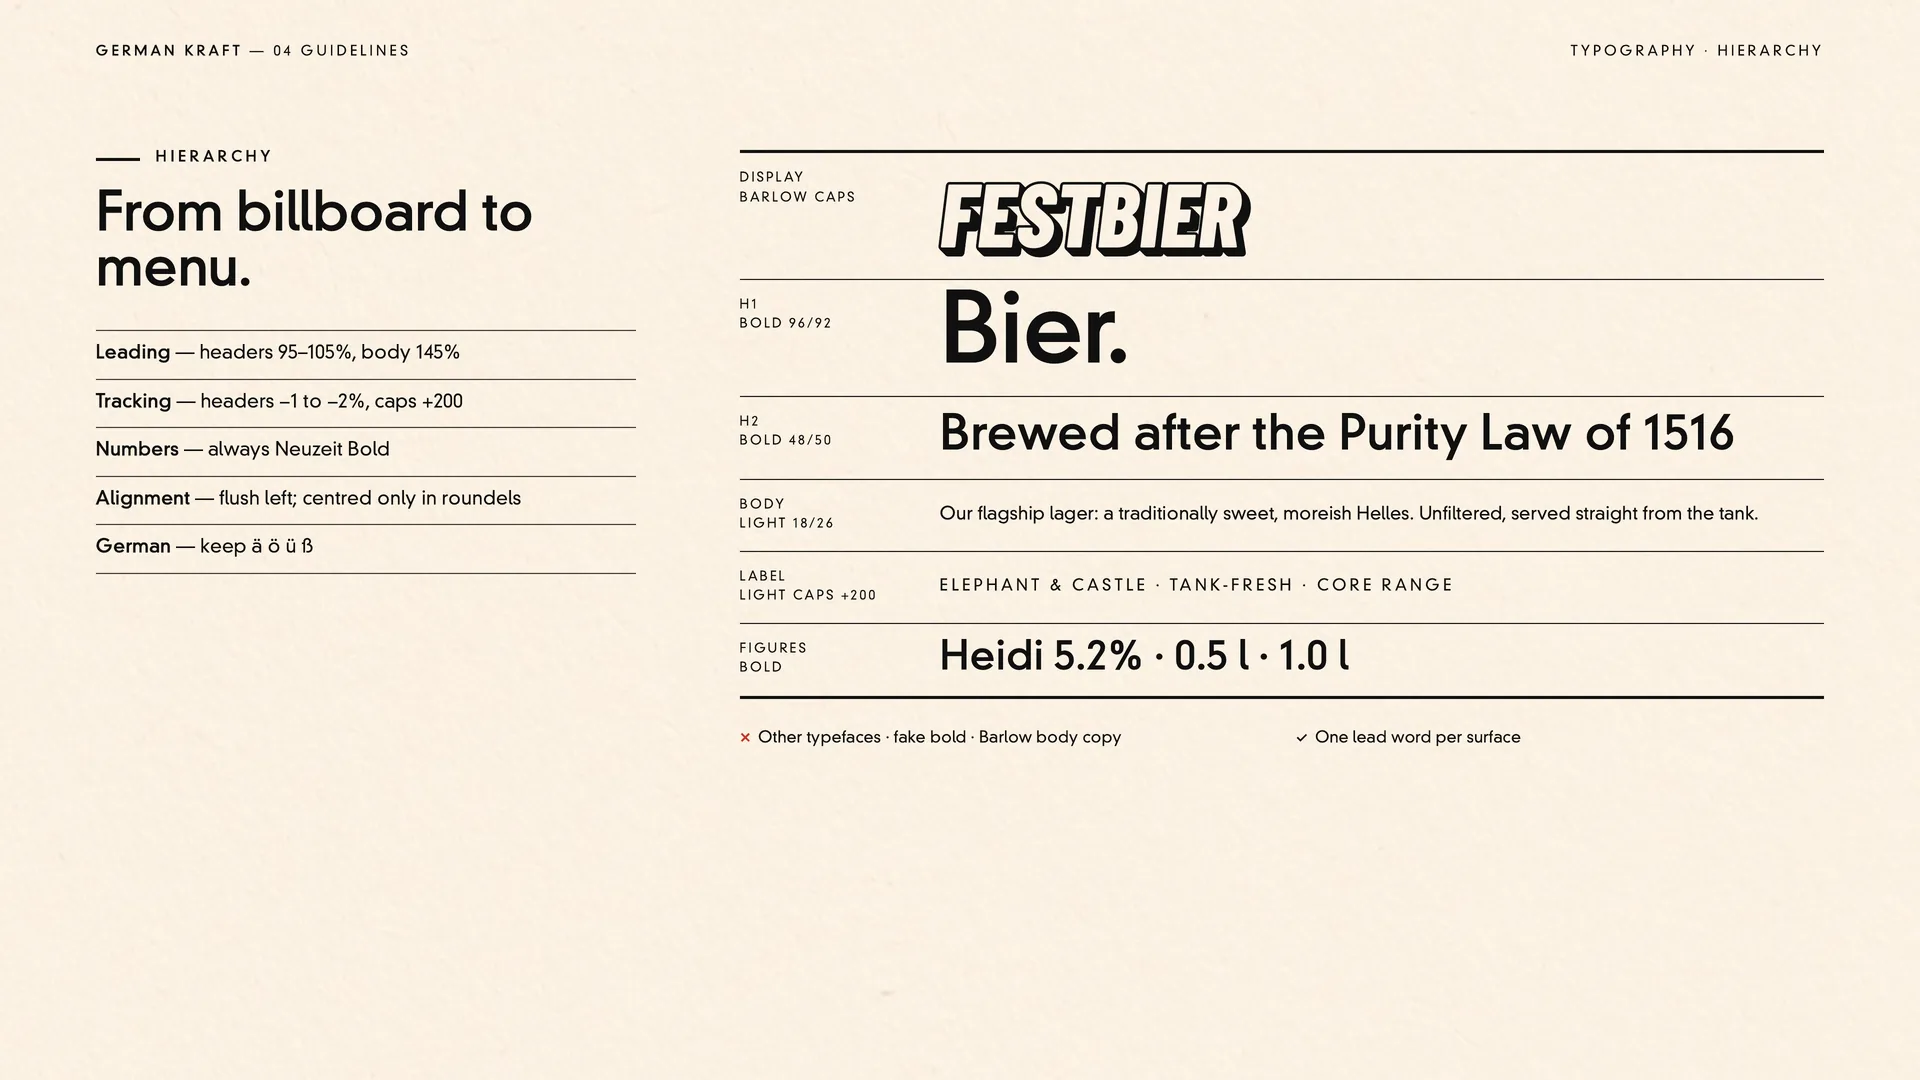 GERMAN KRAFT — 04 GUIDELINES
TYPOGRAPHY · HIERARCHY
HIERARCHY
From billboard to
menu.
Leading — headers 95–105%, body 145%
Tracking — headers –1 to –2%, caps +200
Numbers — always Neuzeit Bold
Alignment — flush left; centred only in roundels
German — keep ä ö ü ß
DISPLAY
BARLOW CAPS
FESTBIER
H1
BOLD 96/92
Bier.
H2
BOLD 48/50
Brewed after the Purity Law of 1516
BODY
LIGHT 18/26
Our flagship lager: a traditionally sweet, moreish Helles. Unfiltered, served straight from the tank.
LABEL
LIGHT CAPS +200
ELEPHANT & CASTLE · TANK-FRESH · CORE RANGE
FIGURES
BOLD
Heidi 5.2% · 0.5 l · 1.0 l
× Other typefaces · fake bold · Barlow body copy
✓ One lead word per surface